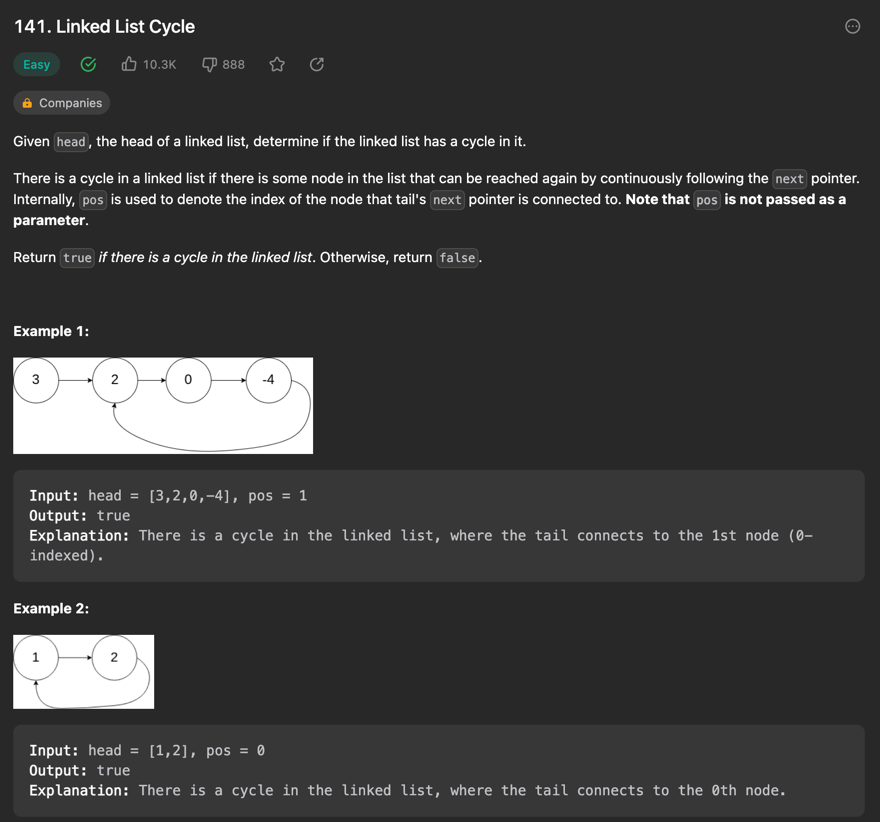 141. Linked List Cycle
Easy 10.3K 888
Companies
Given head, the head of a linked list, determine if the linked list has a cycle in it.
There is a cycle in a linked list if there is some node in the list that can be reached again by continuously following the next pointer.
Internally, pos is used to denote the index of the node that tail's next pointer is connected to. Note that pos is not passed as a
parameter.
Return true if there is a cycle in the linked list. Otherwise, return false.
Example 1:
3 2 0 -4
Input: head = [3,2,0,-4], pos = 1
Output: true
Explanation: There is a cycle in the linked list, where the tail connects to the 1st node (0-
indexed).
Example 2:
1 2
Input: head = [1,2], pos = 0
Output: true
Explanation: There is a cycle in the linked list, where the tail connects to the 0th node.